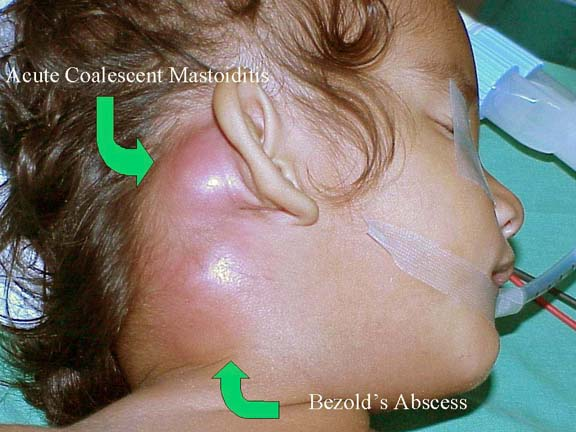 Acute Coalescent Mastoiditis
Bezold's Abscess